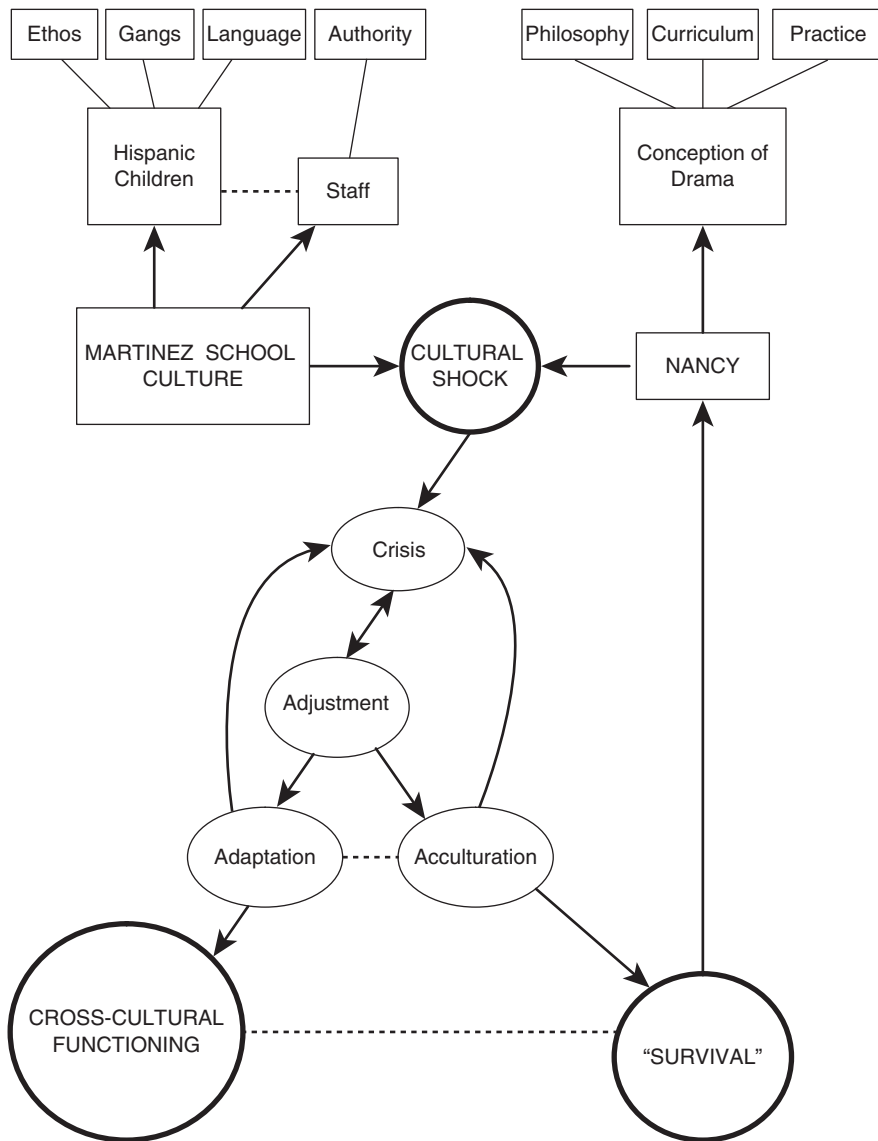 Ethos
Gangs
Language
Authority
Philosophy
Curriculum
Practice
Hispanic
Children
Staff
Conception of
Drama
MARTINEZ SCHOOL
CULTURE
CULTURAL
SHOCK
NANCY
Crisis
Adjustment
Adaptation
Acculturation
CROSS-CULTURAL
FUNCTIONING
“SURVIVAL”